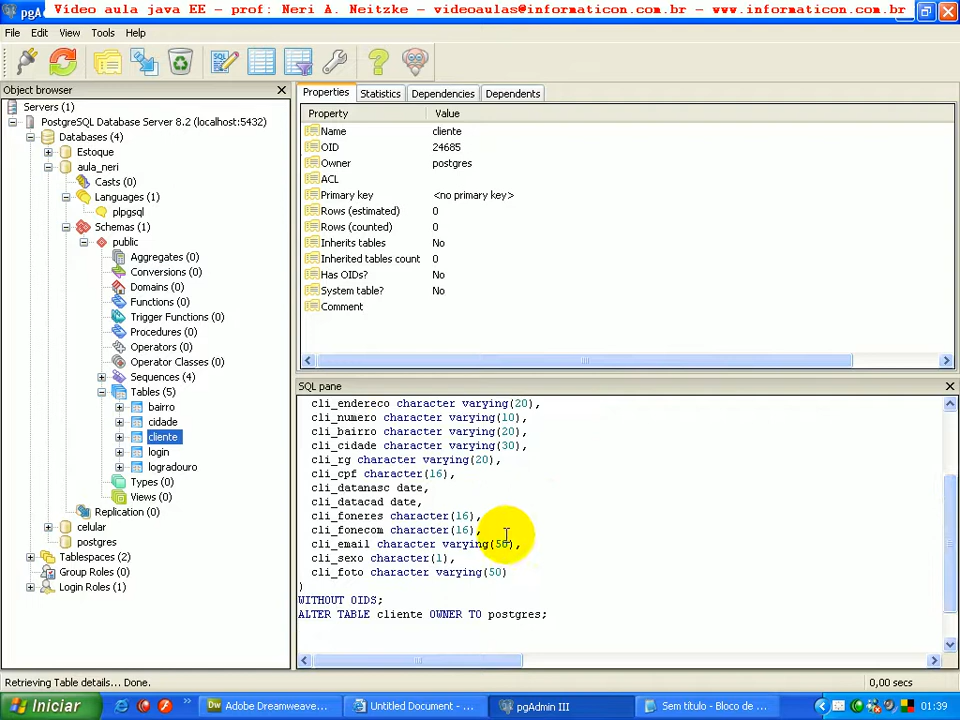 Video aula java EE - prof: Neri A. Neitzke - videoaulas@informaticon.com.br - www.informaticon.com.br
File Edit View Tools Help
Object browser
Servers (1)
PostgreSQL Database Server 8.2 (localhost:5432)
Databases (4)
Estoque
aula_neri
Casts (0)
Languages (1)
plpgsql
Schemas (1)
public
Aggregates (0)
Conversions (0)
Domains (0)
Functions (0)
Trigger Functions (0)
Procedures (0)
Operators (0)
Operator Classes (0)
Sequences (4)
Tables (5)
bairro
cidade
cliente
login
logradouro
Types (0)
Views (0)
Replication (0)
celular
postgres
Tablespaces (2)
Group Roles (0)
Login Roles (1)
Properties Statistics Dependencies Dependents
Property Value
Name cliente
OID 24685
Owner postgres
ACL
Primary key <no primary key>
Rows (estimated) 0
Rows (counted) 0
Inherits tables No
Inherited tables count 0
Has OIDs? No
System table? No
Comment
SQL pane
cli_endereco character varying(20),
cli_numero character varying(10),
cli_bairro character varying(20),
cli_cidade character varying(30),
cli_rg character varying(20),
cli_cpf character(16),
cli_datanasc date,
cli_datacad date,
cli_foneres character(16),
cli_fonecom character(16),
cli_email character varying(50),
cli_sexo character(1),
cli_foto character varying(50)
)
WITHOUT OIDS;
ALTER TABLE cliente OWNER TO postgres;
Retrieving Table details... Done. 0,00 secs
Iniciar Adobe Dreamweave... Untitled Document - ... pgAdmin III Sem título - Bloco de ... 01:39